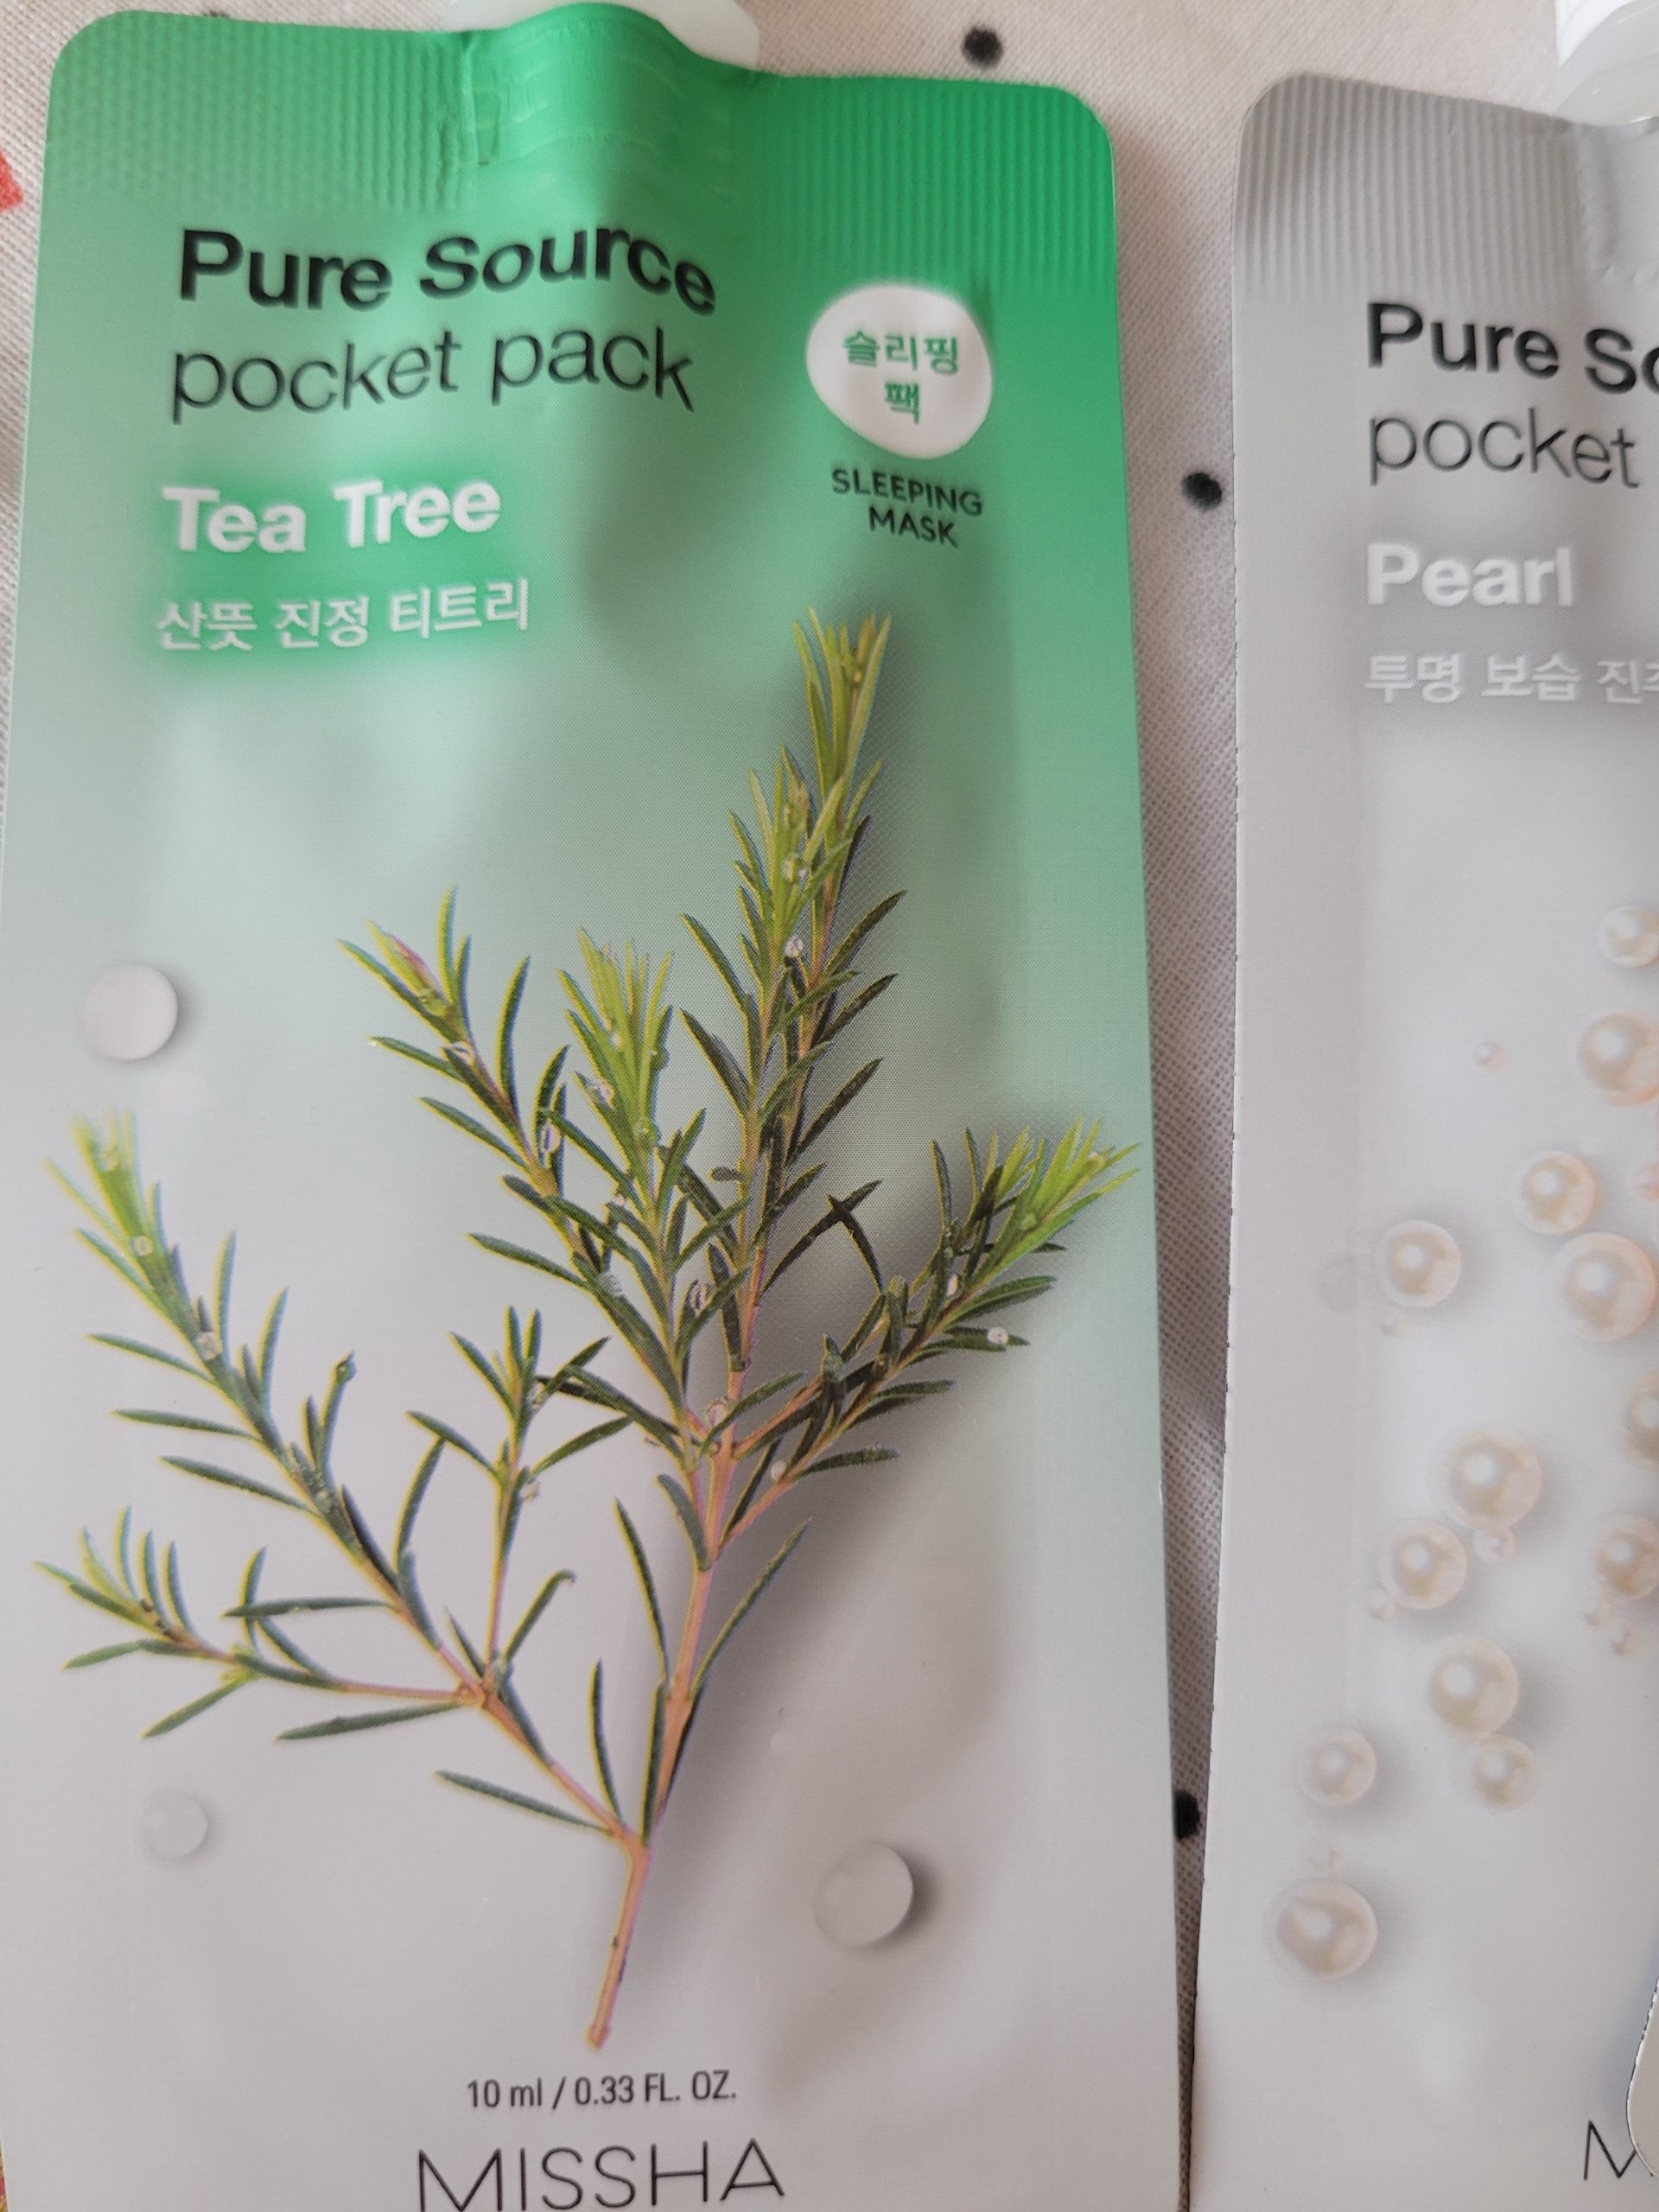 Pure Source
pocket pack
Tea Tree
산뜻 진정 티트리
슬리핑
팩
SLEEPING
MASK
10 ml / 0.33 FL. OZ.
MISSHA
Pure
pocket
Pearl
투명 보습